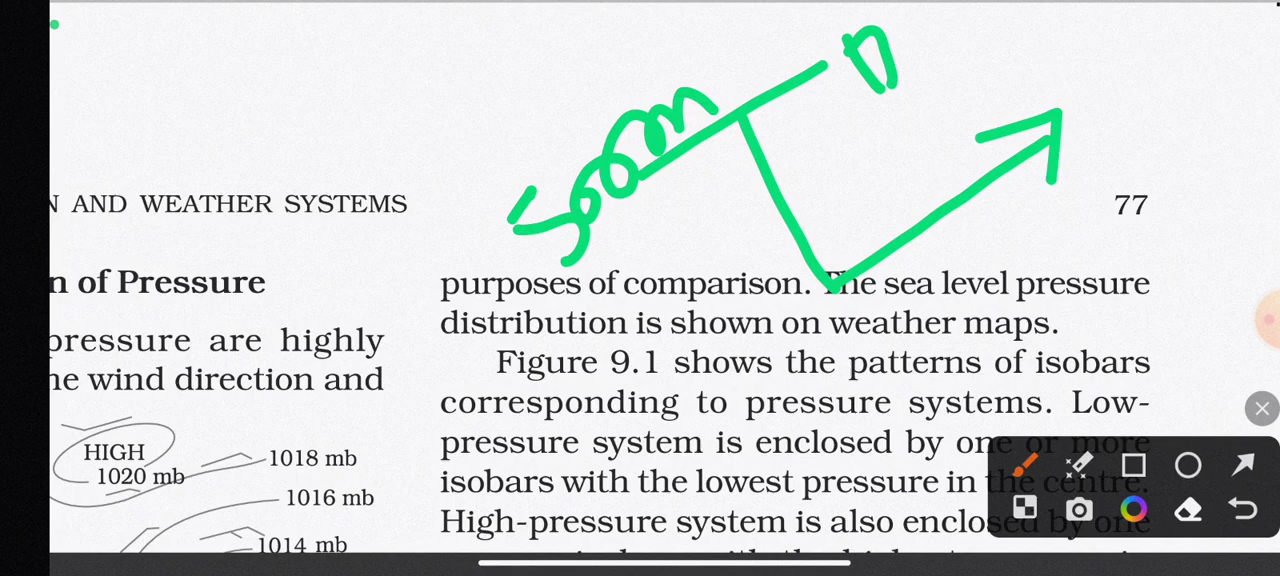 N AND WEATHER SYSTEMS
77
n of Pressure
pressure are highly
ne wind direction and
HIGH
1020 mb
1018 mb
1016 mb
1014 mb
purposes of comparison. The sea level pressure
distribution is shown on weather maps.
Figure 9.1 shows the patterns of isobars
corresponding to pressure systems. Low-
pressure system is enclosed by one or more
isobars with the lowest pressure in the centre.
High-pressure system is also enclosed by one